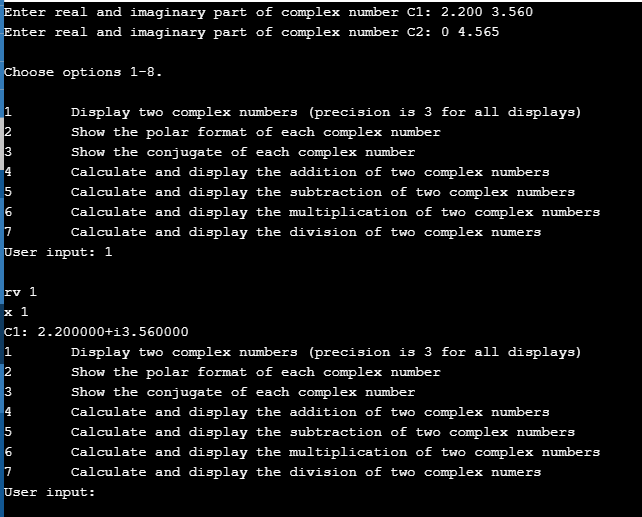 Enter real and imaginary part of complex number C1: 2.200 3.560
Enter real and imaginary part of complex number C2: 0 4.565
Choose options 1-8.
1 Display two complex numbers (precision is 3 for all displays)
2 Show the polar format of each complex number
3 Show the conjugate of each complex number
4 Calculate and display the addition of two complex numbers
5 Calculate and display the subtraction of two complex numbers
6 Calculate and display the multiplication of two complex numbers
7 Calculate and display the division of two complex numers
User input: 1
rv 1
x 1
C1: 2.200000+i3.560000
1 Display two complex numbers (precision is 3 for all displays)
2 Show the polar format of each complex number
3 Show the conjugate of each complex number
4 Calculate and display the addition of two complex numbers
5 Calculate and display the subtraction of two complex numbers
6 Calculate and display the multiplication of two complex numbers
7 Calculate and display the division of two complex numers
User input: